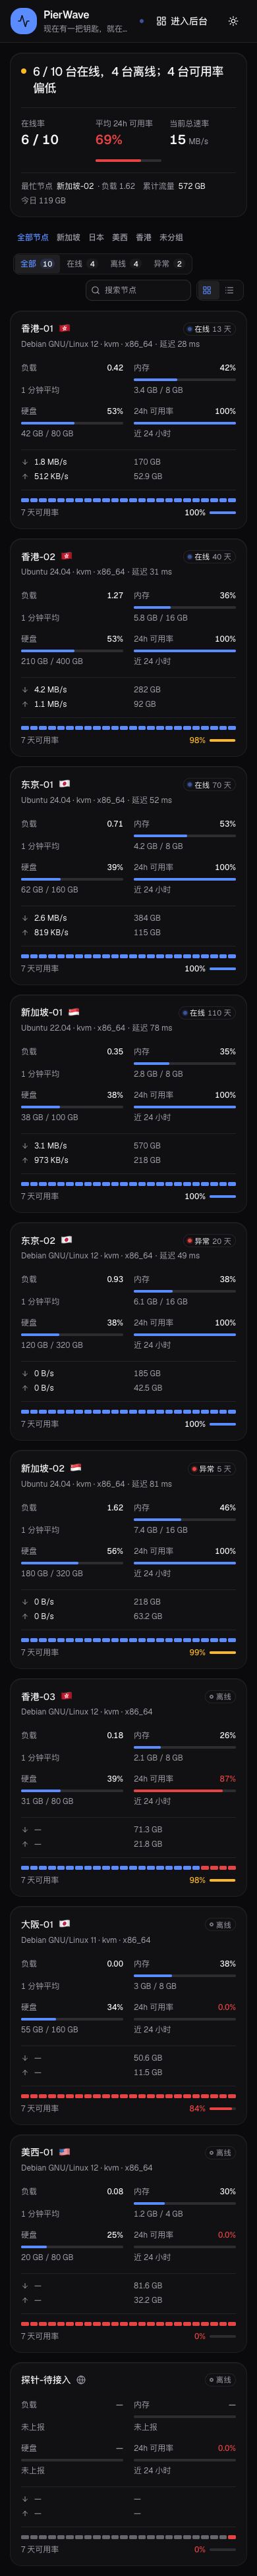 PierWave
现在有一把钥匙，就在…
进入后台
6 / 10 台在线，4 台离线；4 台可用率偏低
在线率 平均 24h 可用率 当前总速率
6 / 10 69% 15 MB/s
最忙节点 新加坡-02 · 负载 1.62 累计流量 572 GB
今日 119 GB
全部节点 新加坡 日本 美西 香港 未分组
全部 10 在线 4 离线 4 异常 2
搜索节点
香港-01 在线 13 天
Debian GNU/Linux 12 · kvm · x86_64 · 延迟 28 ms
负载 0.42 内存 42%
1 分钟平均 3.4 GB / 8 GB
硬盘 53% 24h 可用率 100%
42 GB / 80 GB 近 24 小时
↓ 1.8 MB/s 170 GB
↑ 512 KB/s 52.9 GB
7 天可用率 100%
香港-02 在线 40 天
Ubuntu 24.04 · kvm · x86_64 · 延迟 31 ms
负载 1.27 内存 36%
1 分钟平均 5.8 GB / 16 GB
硬盘 53% 24h 可用率 100%
210 GB / 400 GB 近 24 小时
↓ 4.2 MB/s 282 GB
↑ 1.1 MB/s 92 GB
7 天可用率 98%
东京-01 在线 70 天
Ubuntu 24.04 · kvm · x86_64 · 延迟 52 ms
负载 0.71 内存 53%
1 分钟平均 4.2 GB / 8 GB
硬盘 39% 24h 可用率 100%
62 GB / 160 GB 近 24 小时
↓ 2.6 MB/s 384 GB
↑ 819 KB/s 115 GB
7 天可用率 100%
新加坡-01 在线 110 天
Ubuntu 22.04 · kvm · x86_64 · 延迟 78 ms
负载 0.35 内存 35%
1 分钟平均 2.8 GB / 8 GB
硬盘 38% 24h 可用率 100%
38 GB / 100 GB 近 24 小时
↓ 3.1 MB/s 570 GB
↑ 973 KB/s 218 GB
7 天可用率 100%
东京-02 异常 20 天
Debian GNU/Linux 12 · kvm · x86_64 · 延迟 49 ms
负载 0.93 内存 38%
1 分钟平均 6.1 GB / 16 GB
硬盘 38% 24h 可用率 100%
120 GB / 320 GB 近 24 小时
↓ 0 B/s 185 GB
↑ 0 B/s 42.5 GB
7 天可用率 100%
新加坡-02 异常 5 天
Ubuntu 24.04 · kvm · x86_64 · 延迟 81 ms
负载 1.62 内存 46%
1 分钟平均 7.4 GB / 16 GB
硬盘 56% 24h 可用率 100%
180 GB / 320 GB 近 24 小时
↓ 0 B/s 218 GB
↑ 0 B/s 63.2 GB
7 天可用率 99%
香港-03 离线
Debian GNU/Linux 12 · kvm · x86_64
负载 0.18 内存 26%
1 分钟平均 2.1 GB / 8 GB
硬盘 39% 24h 可用率 87%
31 GB / 80 GB 近 24 小时
↓ — 71.3 GB
↑ — 21.8 GB
7 天可用率 98%
大阪-01 离线
Debian GNU/Linux 11 · kvm · x86_64
负载 0.00 内存 38%
1 分钟平均 3 GB / 8 GB
硬盘 34% 24h 可用率 0.0%
55 GB / 160 GB 近 24 小时
↓ — 50.6 GB
↑ — 11.5 GB
7 天可用率 84%
美西-01 离线
Debian GNU/Linux 12 · kvm · x86_64
负载 0.08 内存 30%
1 分钟平均 1.2 GB / 4 GB
硬盘 25% 24h 可用率 0.0%
20 GB / 80 GB 近 24 小时
↓ — 81.6 GB
↑ — 32.2 GB
7 天可用率 0%
探针-待接入 离线
负载 — 内存 —
未上报 未上报
硬盘 — 24h 可用率 0.0%
未上报 近 24 小时
↓ — —
↑ — —
7 天可用率 0%